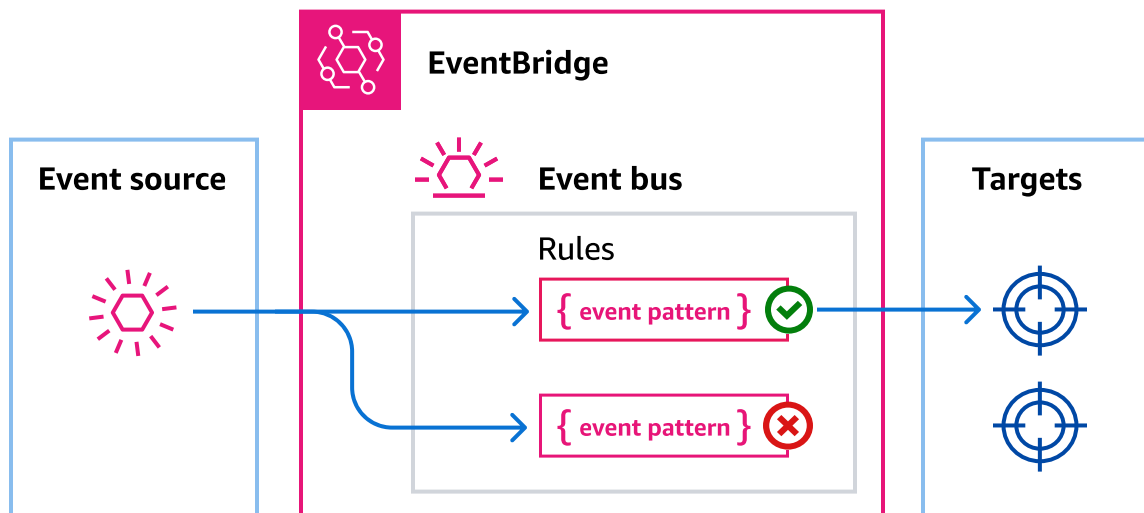 EventBridge
Event source
Event bus
Targets
Rules
{ event pattern }
{ event pattern }